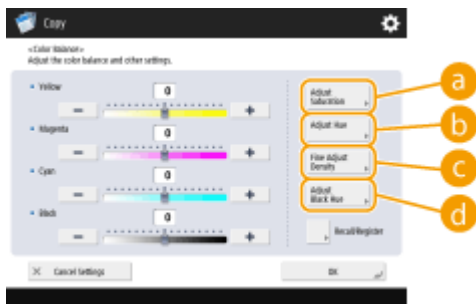 Copy
<Color Balance>
Adjust the color balance and other settings.
Yellow
0
Adjust
Saturation
a
Magenta
0
Adjust Hue
b
Cyan
0
Fine Adjust
Density
c
Black
0
Adjust
Black Hue
d
Recall/Register
Cancel Settings
OK